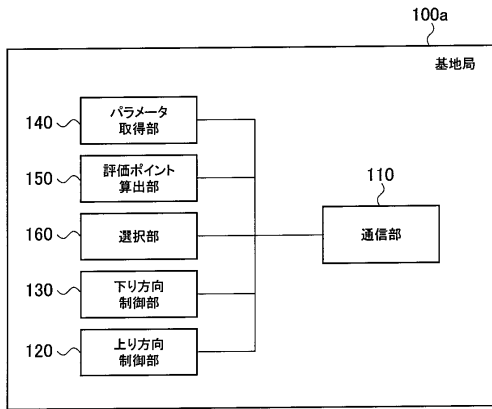 100a
基地局
140
パラメータ
取得部
150
評価ポイント
算出部
110
160
選択部
通信部
130
下り方向
制御部
120
上り方向
制御部